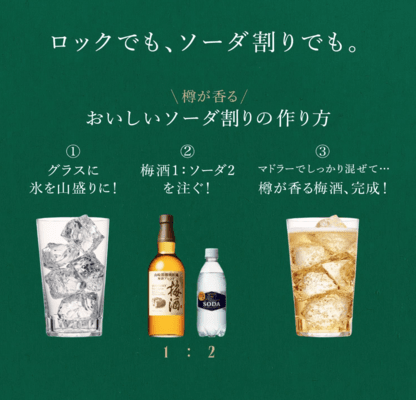 ロックでも、ソーダ割りでも。
\ 樽が香る /
おいしいソーダ割りの作り方
①
グラスに
氷を山盛りに！
②
梅酒1：ソーダ2
を注ぐ！
③
マドラーでしっかり混ぜて…
樽が香る梅酒、完成！
梅酒
SODA
1 : 2